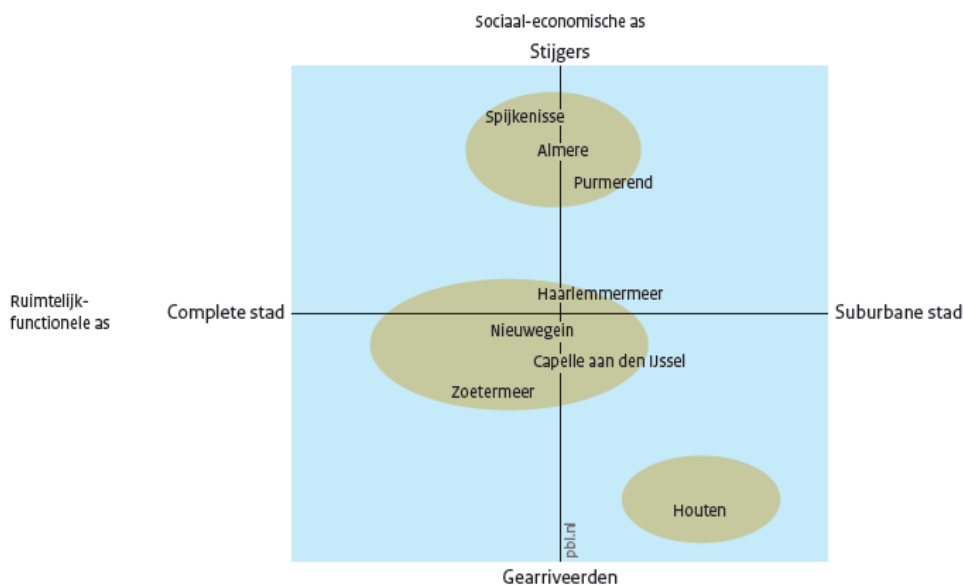 Sociaal-economische as
Stijgers
Spijkenisse
Almere
Purmerend
Haarlemmermeer
Ruimtelijk-
functionele as
Complete stad
Suburbane stad
Nieuwegein
Capelle aan den IJssel
Zoetermeer
Houten
pbl.nl
Gearriveerden